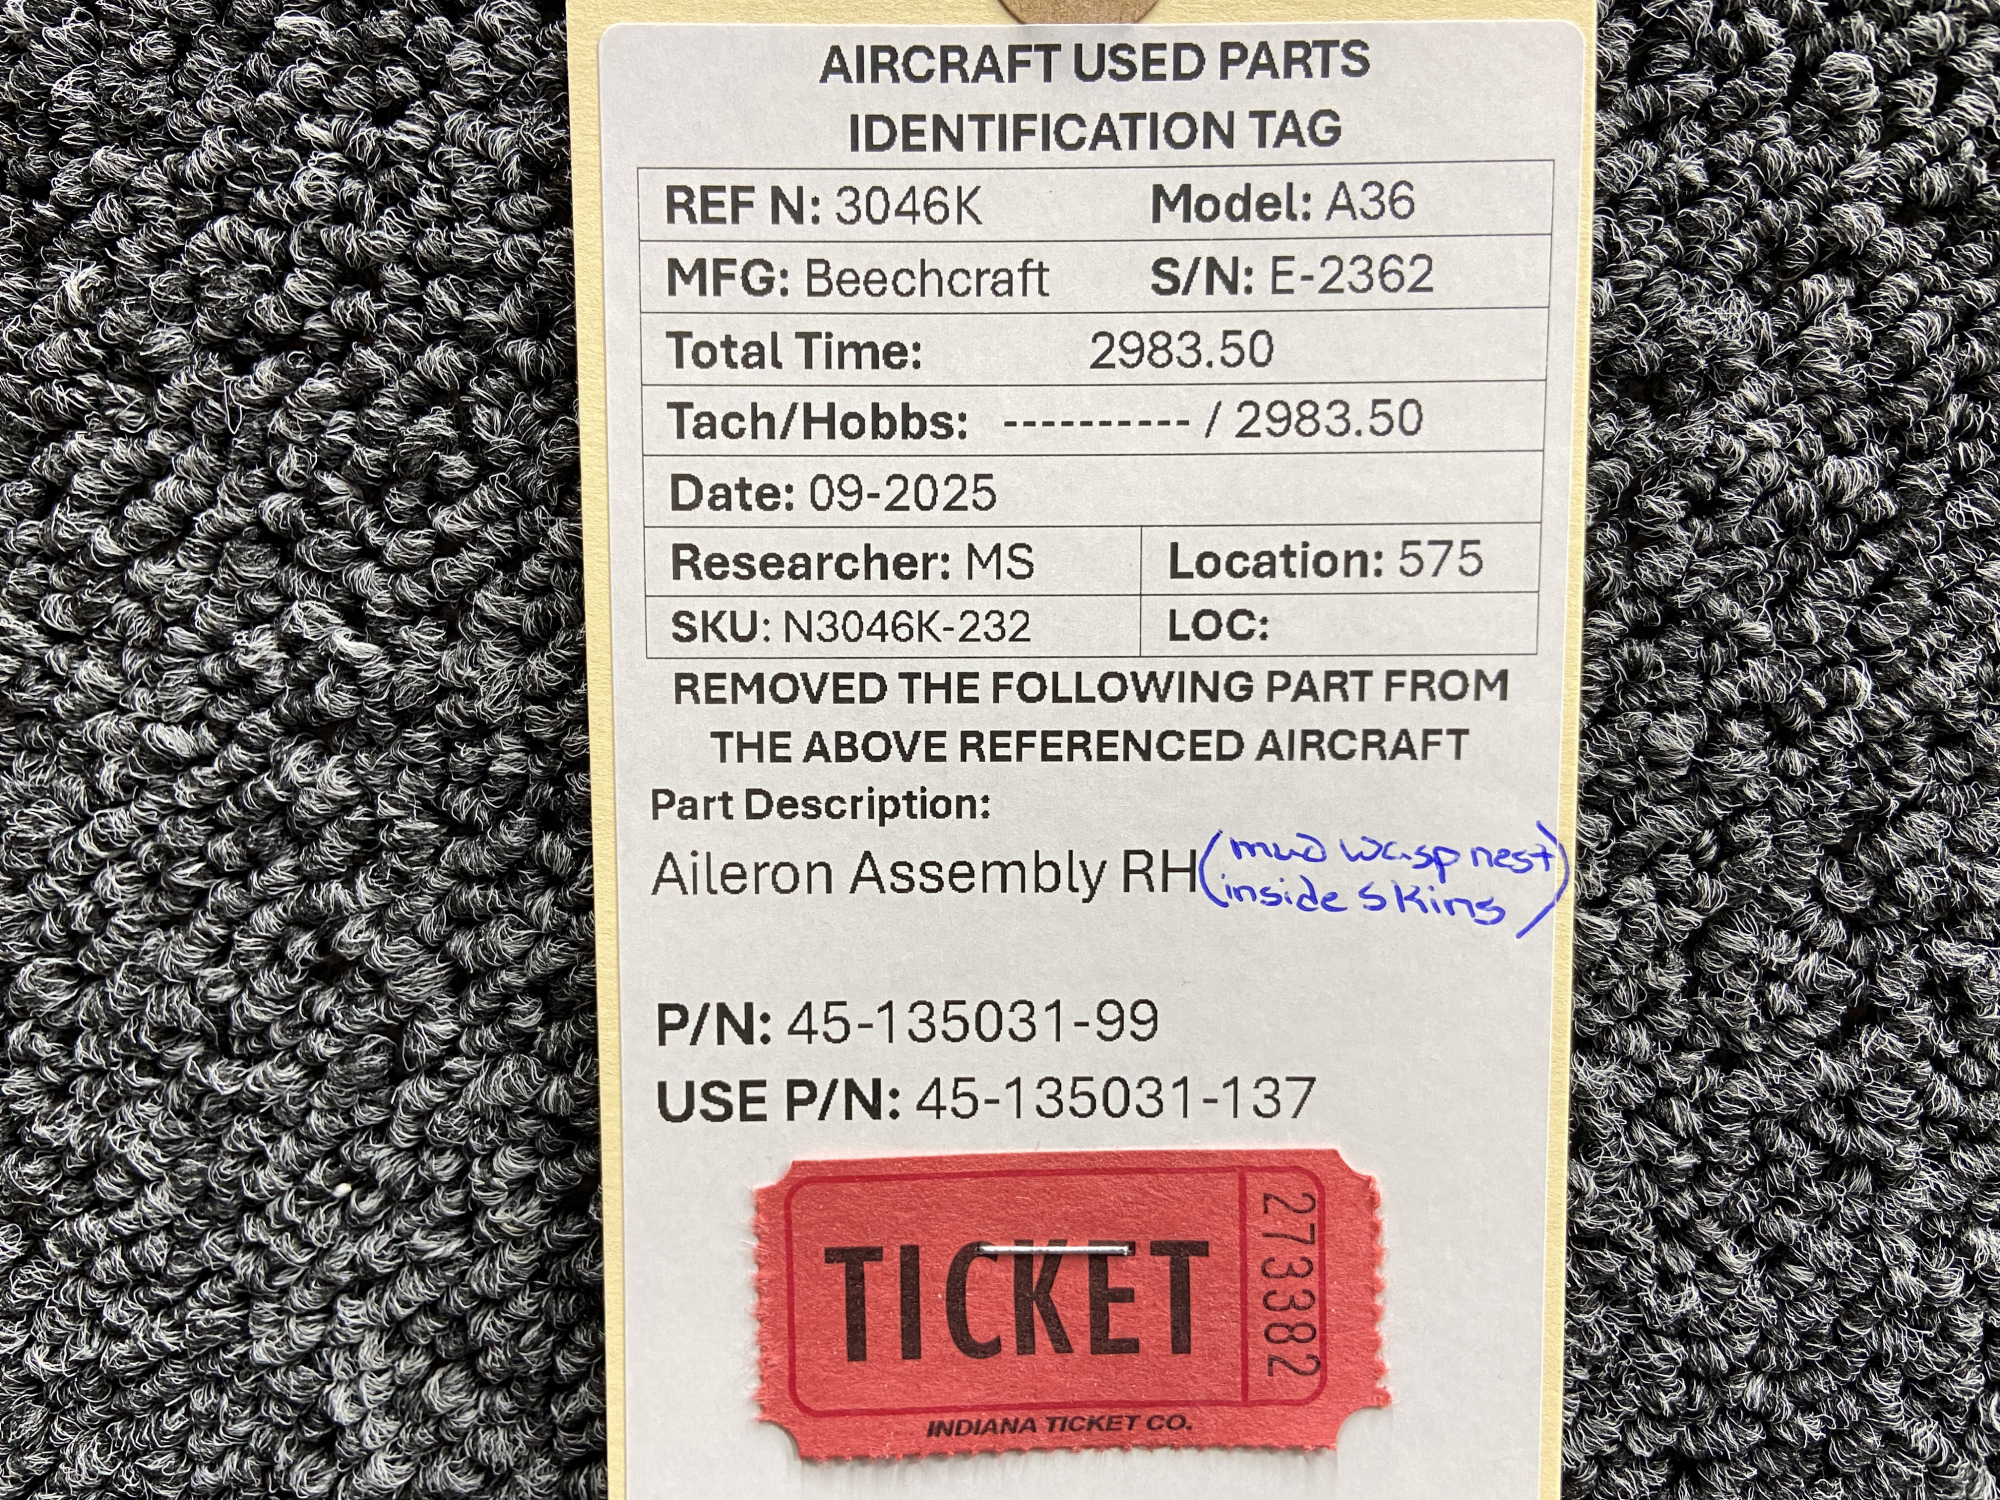 AIRCRAFT USED PARTS
IDENTIFICATION TAG
REF N: 3046K Model: A36
MFG: Beechcraft S/N: E-2362
Total Time: 2983.50
Tach/Hobbs: ---------- / 2983.50
Date: 09-2025
Researcher: MS Location: 575
SKU: N3046K-232 LOC:
REMOVED THE FOLLOWING PART FROM
THE ABOVE REFERENCED AIRCRAFT
Part Description:
Aileron Assembly RH (mud wasp nest
inside skins)
P/N: 45-135031-99
USE P/N: 45-135031-137
TICKET
273382
INDIANA TICKET CO.